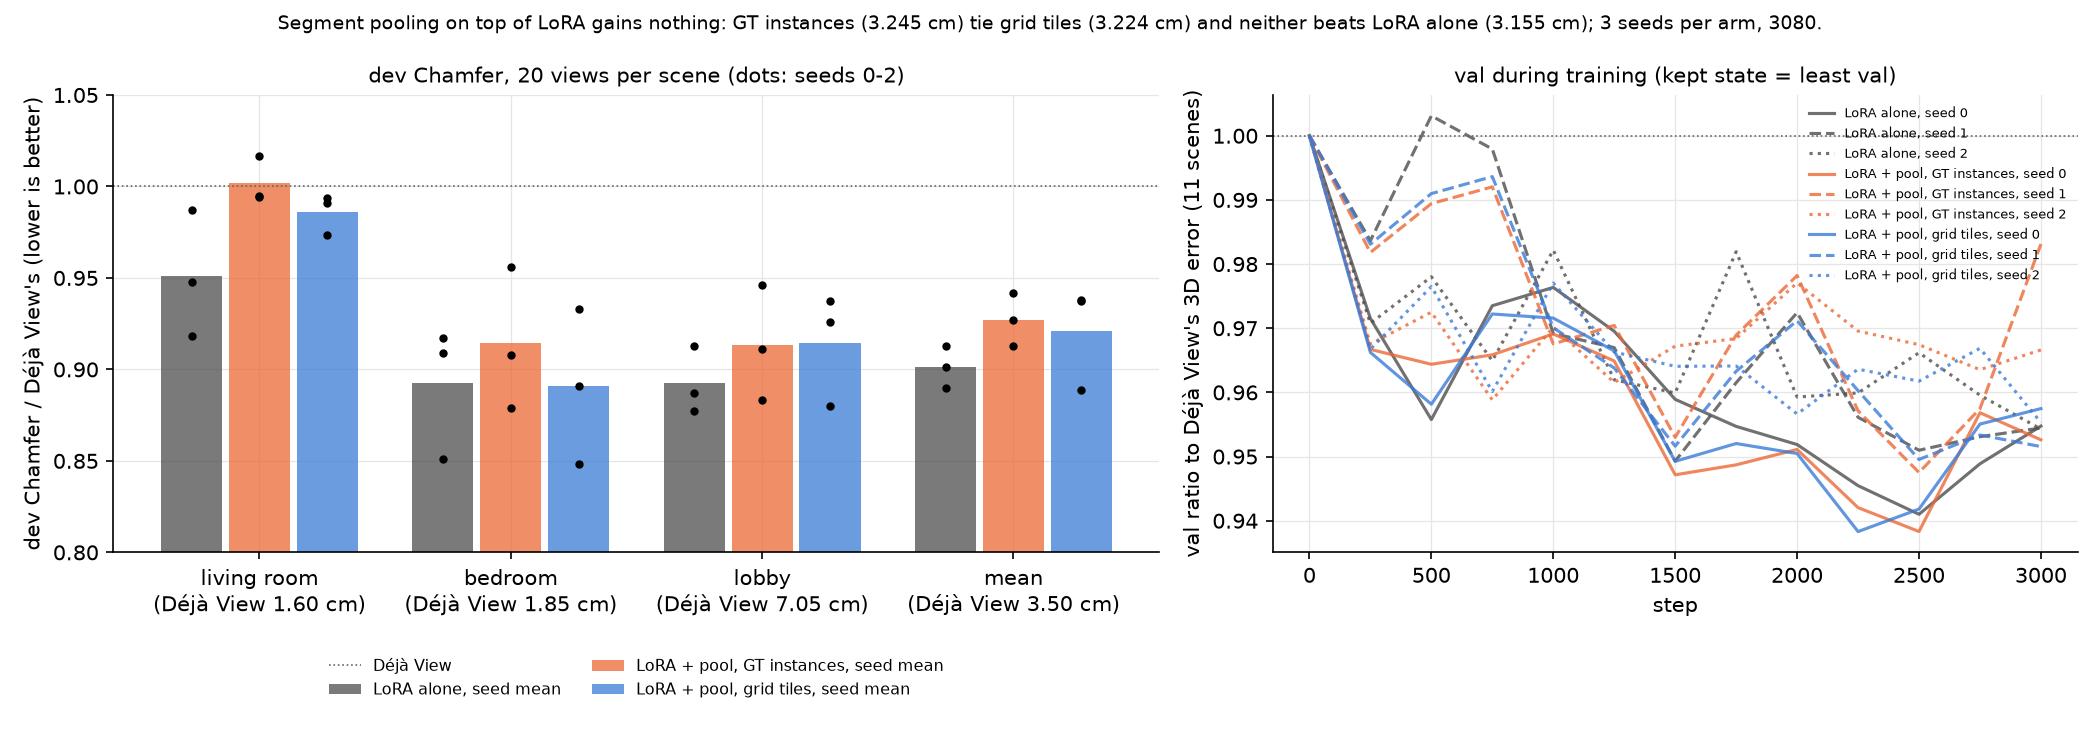 Segment pooling on top of LoRA gains nothing: GT instances (3.245 cm) tie grid tiles (3.224 cm) and neither beats LoRA alone (3.155 cm); 3 seeds per arm, 3080.
dev Chamfer, 20 views per scene (dots: seeds 0-2)
dev Chamfer / Déjà View's (lower is better)
1.05
1.00
0.95
0.90
0.85
0.80
living room
(Déjà View 1.60 cm)
bedroom
(Déjà View 1.85 cm)
lobby
(Déjà View 7.05 cm)
mean
(Déjà View 3.50 cm)
Déjà View
LoRA alone, seed mean
LoRA + pool, GT instances, seed mean
LoRA + pool, grid tiles, seed mean
val during training (kept state = least val)
val ratio to Déjà View's 3D error (11 scenes)
1.00
0.99
0.98
0.97
0.96
0.95
0.94
LoRA alone, seed 0
LoRA alone, seed 1
LoRA alone, seed 2
LoRA + pool, GT instances, seed 0
LoRA + pool, GT instances, seed 1
LoRA + pool, GT instances, seed 2
LoRA + pool, grid tiles, seed 0
LoRA + pool, grid tiles, seed 1
LoRA + pool, grid tiles, seed 2
0
500
1000
1500
2000
2500
3000
step